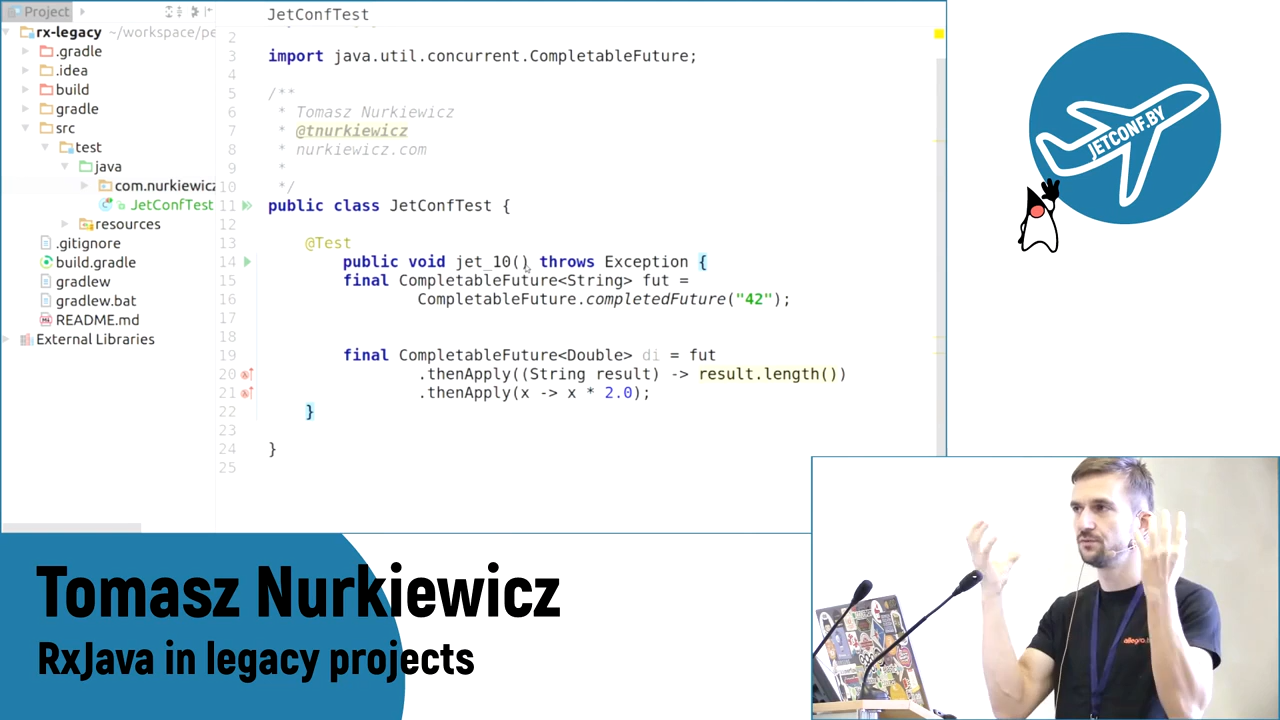 Project
rx-legacy ~/workspace/pe
.gradle
.idea
build
gradle
src
test
java
com.nurkiewicz
JetConfTest
resources
.gitignore
build.gradle
gradlew
gradlew.bat
README.md
External Libraries
JetConfTest
2
3 import java.util.concurrent.CompletableFuture;
4
5 /**
6 * Tomasz Nurkiewicz
7 * @tnurkiewicz
8 * nurkiewicz.com
9 *
10 */
11 public class JetConfTest {
12
13 @Test
14 public void jet_10() throws Exception {
15 final CompletableFuture<String> fut =
16 CompletableFuture.completedFuture("42");
17
18
19 final CompletableFuture<Double> di = fut
20 .thenApply((String result) -> result.length())
21 .thenApply(x -> x * 2.0);
22 }
23
24 }
25
JETCONF.BY
Tomasz Nurkiewicz
RxJava in legacy projects
allegro